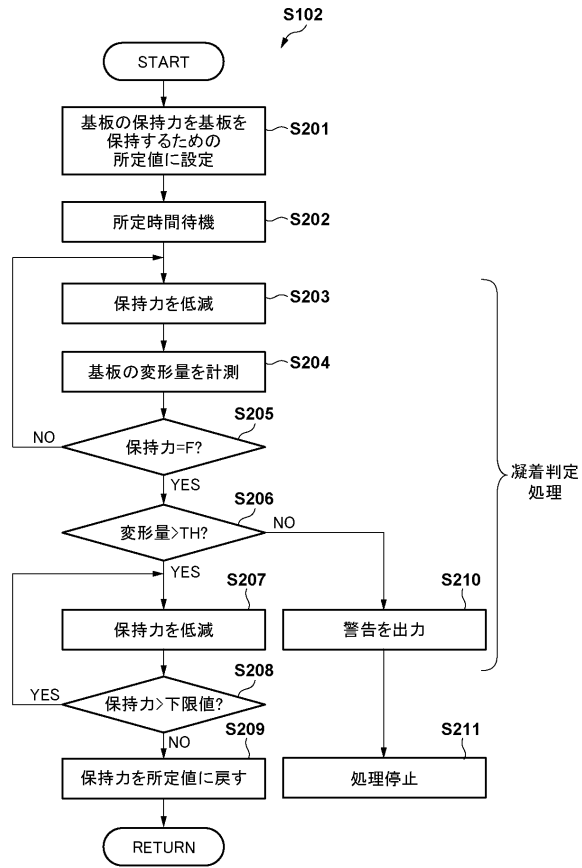 S102
START
基板の保持力を基板を
保持するための
所定値に設定
S201
所定時間待機
S202
保持力を低減
S203
基板の変形量を計測
S204
S205
保持力=F?
NO
YES
S206
変形量>TH?
NO
YES
凝着判定
処理
S207
保持力を低減
S210
警告を出力
S208
保持力>下限値?
YES
NO
S209
保持力を所定値に戻す
S211
処理停止
RETURN